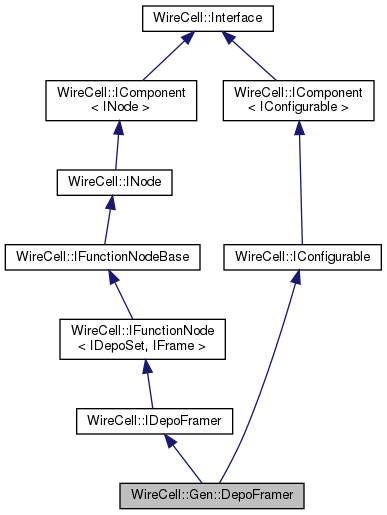 WireCell::Interface
WireCell::IComponent
< INode >
WireCell::IComponent
< IConfigurable >
WireCell::INode
WireCell::IFunctionNodeBase
WireCell::IConfigurable
WireCell::IFunctionNode
< IDepoSet, IFrame >
WireCell::IDepoFramer
WireCell::Gen::DepoFramer